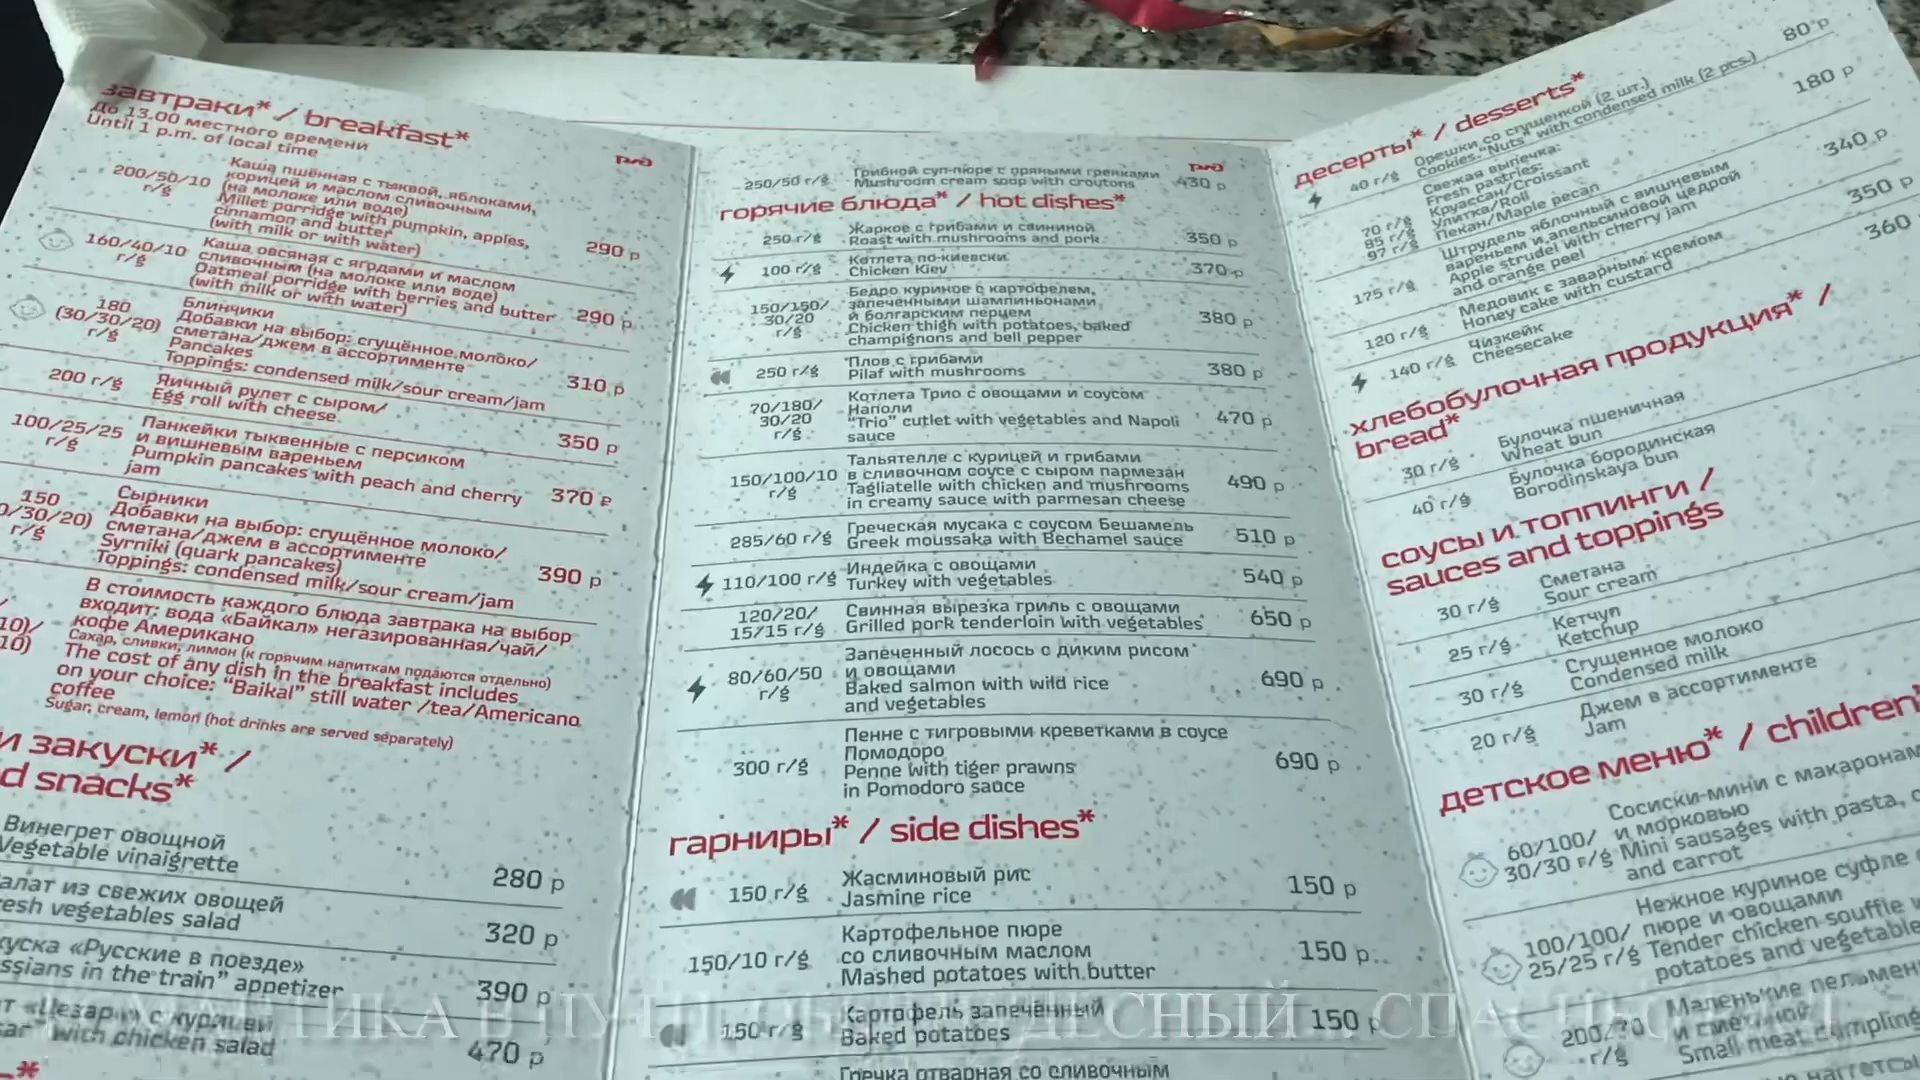 завтраки* / breakfast*
До 13.00 местного времени
Until 1 p.m. of local time
200/50/10 г/g
Каша пшённая с тыквой, яблоками,
корицей и маслом сливочным
(на молоке или воде)
Millet porridge with pumpkin, apples,
cinnamon and butter
(with milk or with water)
290 р
160/40/10 г/g
Каша овсяная с ягодами и маслом
сливочным (на молоке или воде)
Oatmeal porridge with berries and butter
(with milk or with water)
290 р
180
(30/30/20)
г/g
Блинчики
Добавки на выбор: сгущённое молоко/
сметана/джем в ассортименте
Pancakes
Toppings: condensed milk/sour cream/jam
310 р
200 г/g
Яичный рулет с сыром/
Egg roll with cheese
350 р
100/25/25
г/g
Панкейки тыквенные с персиком
и вишневым вареньем
Pumpkin pancakes with peach and cherry
jam
370 ₽
150
/30/20)
г/g
Сырники
Добавки на выбор: сгущённое молоко/
сметана/джем в ассортименте
Syrniki (quark pancakes)
Toppings: condensed milk/sour cream/jam
390 р
10)/
10)
В стоимость каждого блюда завтрака на выбор
входит: вода «Байкал» негазированная/чай/
кофе Американо
Сахар, сливки, лимон (к горячим напиткам подаются отдельно)
The cost of any dish in the breakfast includes
on your choice: “Baikal” still water /tea/Americano
coffee
Sugar, cream, lemon (hot drinks are served separately)
и закуски* /
d snacks*
Винегрет овощной
Vegetable vinaigrette
280 р
алат из свежих овощей
resh vegetables salad
320 р
куска «Русские в поезде»
ssians in the train” appetizer
390 р
т «Цезарь» с курицей
sar” with chicken salad
470 р
ржд
250/50 г/g
Грибной суп-пюре с пряными гренками
Mushroom cream soup with croutons
430 р
ржд
горячие блюда* / hot dishes*
250 г/g
Жаркое с грибами и свининой
Roast with mushrooms and pork
350 р
100 г/g
Котлета по-киевски
Chicken Kiev
370 р
150/150/
30/20
г/g
Бедро куриное с картофелем,
запечёнными шампиньонами
и болгарским перцем
Chicken thigh with potatoes, baked
champignons and bell pepper
380 р
250 г/g
Плов с грибами
Pilaf with mushrooms
380 р
70/180/
30/20
г/g
Котлета Трио с овощами и соусом
Наполи
“Trio” cutlet with vegetables and Napoli
sauce
470 р
150/100/10
г/g
Тальятелле с курицей и грибами
в сливочном соусе с сыром пармезан
Tagliatelle with chicken and mushrooms
in creamy sauce with parmesan cheese
490 р
285/60 г/g
Греческая мусака с соусом Бешамель
Greek moussaka with Bechamel sauce
510 р
110/100 г/g
Индейка с овощами
Turkey with vegetables
540 р
120/20/
15/15 г/g
Свинная вырезка гриль с овощами
Grilled pork tenderloin with vegetables
650 р
80/60/50
г/g
Запеченный лосось с диким рисом
и овощами
Baked salmon with wild rice
and vegetables
690 р
300 г/g
Пенне с тигровыми креветками в соусе
Помодоро
Penne with tiger prawns
in Pomodoro sauce
690 р
гарниры* / side dishes*
150 г/g
Жасминовый рис
Jasmine rice
150 р
150/10 г/g
Картофельное пюре
со сливочным маслом
Mashed potatoes with butter
150 р
150 г/g
Картофель запечённый
Baked potatoes
150 р
Гречка отварная со сливочным
десерты* / desserts*
40 г/g
Орешки со сгущенкой (2 шт.)
Cookies "Nuts" with condensed milk (2 pcs.)
80 р
Свежая выпечка:
Fresh pastries:
70 г/g
Круассан/Croissant
85 г/g
Улитка/Roll
97 г/g
Пекан/Maple pecan
180 р
175 г/g
Штрудель яблочный с вишневым
вареньем и апельсиновой цедрой
Apple strudel with cherry jam
and orange peel
340 р
120 г/g
Медовик с заварным кремом
Honey cake with custard
350 р
140 г/g
Чизкейк
Cheesecake
360
хлебобулочная продукция* /
bread*
30 г/g
Булочка пшеничная
Wheat bun
40 г/g
Булочка бородинская
Borodinskaya bun
соусы и топпинги /
sauces and toppings
30 г/g
Сметана
Sour cream
25 г/g
Кетчуп
Ketchup
30 г/g
Сгущенное молоко
Condensed milk
20 г/g
Джем в ассортименте
Jam
детское меню* / children
60/100/
30/30 г/g
Сосиски-мини с макаронам
и морковью
Mini sausages with pasta,
and carrot
100/100/
25/25 г/g
Нежное куриное суфле
пюре и овощами
Tender chicken souffle
potatoes and vegetable
200/30
г/g
Маленькие пельмен
и сметаной
Small meat dumpling